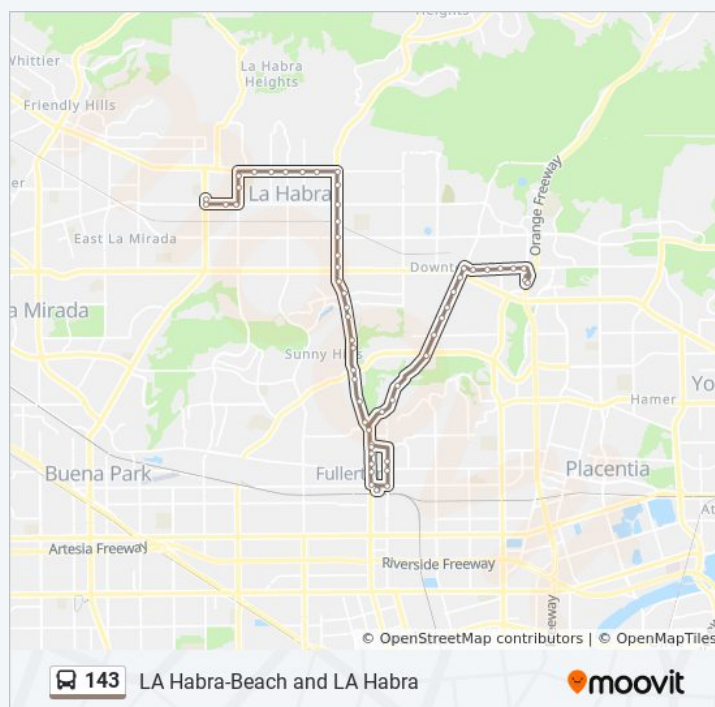 Heights
Whittier
La Habra
Heights
Friendly Hills
La Habra
East La Mirada
Orange Freeway
Downt
a Mirada
Sunny Hills
Yo
Hamer
Buena Park
Fullert
Placentia
At
Artesia Freeway
Riverside Freeway
eeway
© OpenStreetMap contributors | © OpenMapTiles
143 LA Habra-Beach and LA Habra
moovit